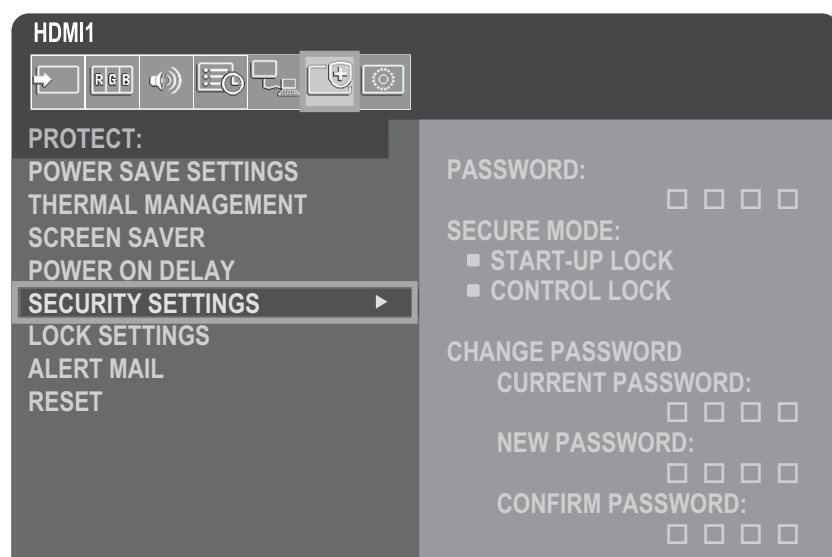 HDMI1
RGB
PROTECT:
POWER SAVE SETTINGS
THERMAL MANAGEMENT
SCREEN SAVER
POWER ON DELAY
SECURITY SETTINGS
LOCK SETTINGS
ALERT MAIL
RESET
PASSWORD:
SECURE MODE:
START-UP LOCK
CONTROL LOCK
CHANGE PASSWORD
CURRENT PASSWORD:
NEW PASSWORD:
CONFIRM PASSWORD: